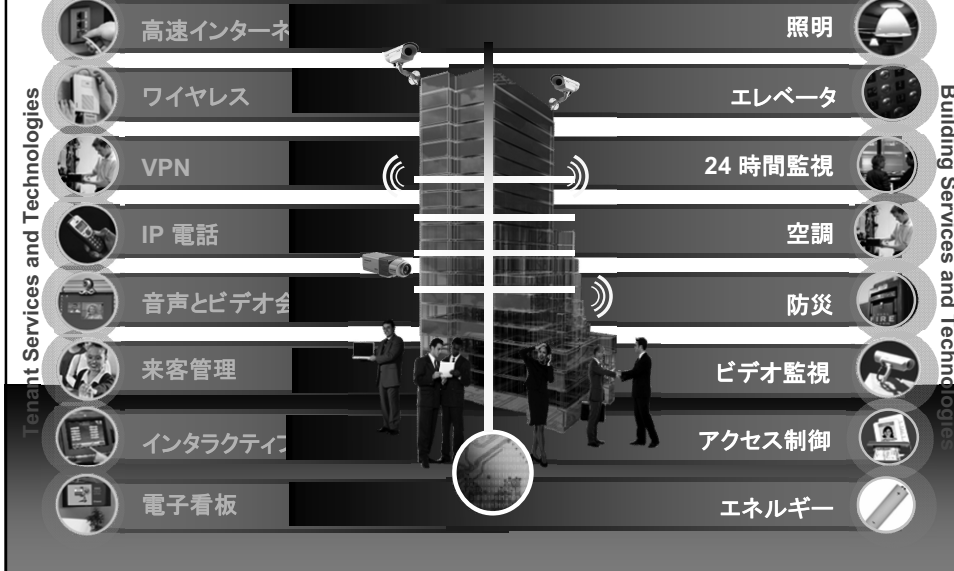 Tenant Services and Technologies
高速インターネ
ワイヤレス
VPN
IP 電話
音声とビデオ会
来客管理
インタラクティブ
電子看板
照明
エレベータ
24 時間監視
空調
防災
ビデオ監視
アクセス制御
エネルギー
Building Services and Technologies
FIRE